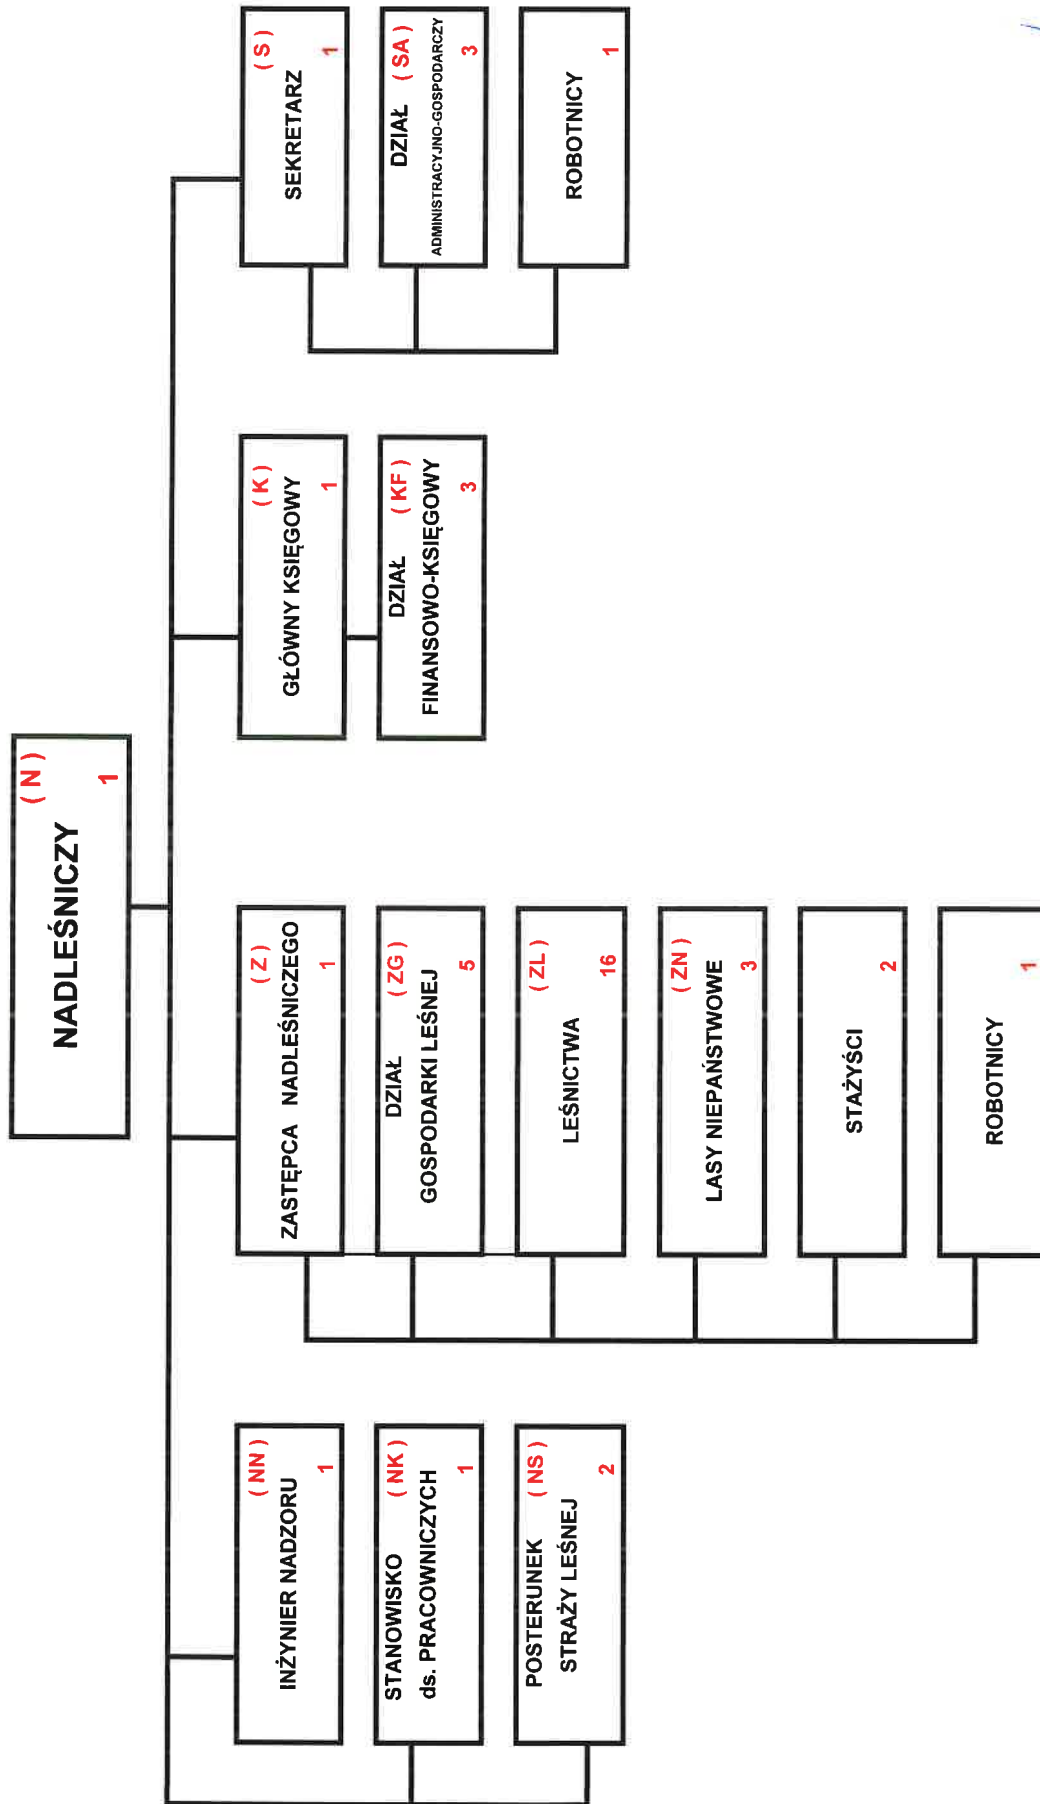 NADLEŚNICZY
( N )
1
INŻYNIER NADZORU
( NN )
1
STANOWISKO
( NK )
ds. PRACOWNICZYCH
1
POSTERUNEK
( NS )
STRAŻY LEŚNEJ
2
ZASTĘPCA NADLEŚNICZEGO
( Z )
1
DZIAŁ
( ZG )
GOSPODARKI LEŚNEJ
5
LEŚNICTWA
( ZL )
16
LASY NIEPAŃSTWOWE
( ZN )
3
STAŻYŚCI
2
ROBOTNICY
1
GŁÓWNY KSIĘGOWY
( K )
1
DZIAŁ
( KF )
FINANSOWO-KSIĘGOWY
3
SEKRETARZ
( S )
1
DZIAŁ
( SA )
ADMINISTRACYJNO-GOSPODARCZY
3
ROBOTNICY
1